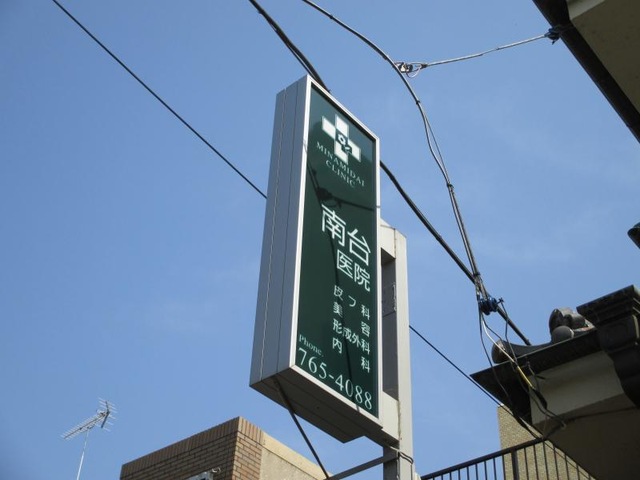 MINAMIDAI
CLINIC
南台
医院
皮フ科
美容
形成外科
内科
Phone.
765-4088